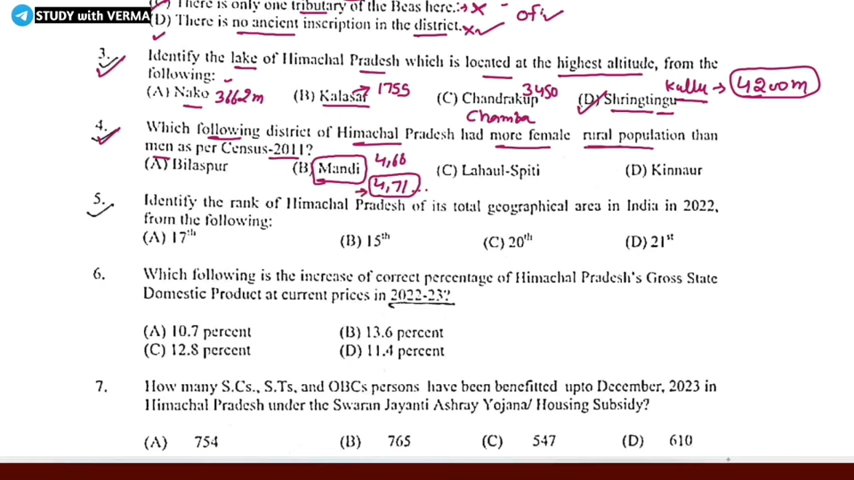 STUDY with VERMA
There is only one tributary of the Beas here. → ×
(D) There is no ancient inscription in the district. ×
3. Identify the lake of Himachal Pradesh which is located at the highest altitude, from the
following:
(A) Nako 3662m (B) Kalasar 1755 (C) Chandrakup 3450 (D) Shringtingu Kullu → 4200m
Chamba
4. Which following district of Himachal Pradesh had more female rural population than
men as per Census-2011?
(A) Bilaspur (B) Mandi 4,66 (C) Lahaul-Spiti (D) Kinnaur
→ 4,71...
5. Identify the rank of Himachal Pradesh of its total geographical area in India in 2022,
from the following:
(A) 17th (B) 15th (C) 20th (D) 21st
6. Which following is the increase of correct percentage of Himachal Pradesh's Gross State
Domestic Product at current prices in 2022-23?
(A) 10.7 percent (B) 13.6 percent
(C) 12.8 percent (D) 11.4 percent
7. How many S.Cs., S.Ts, and OBCs persons have been benefitted upto December, 2023 in
Himachal Pradesh under the Swaran Jayanti Ashray Yojana/ Housing Subsidy?
(A) 754 (B) 765 (C) 547 (D) 610